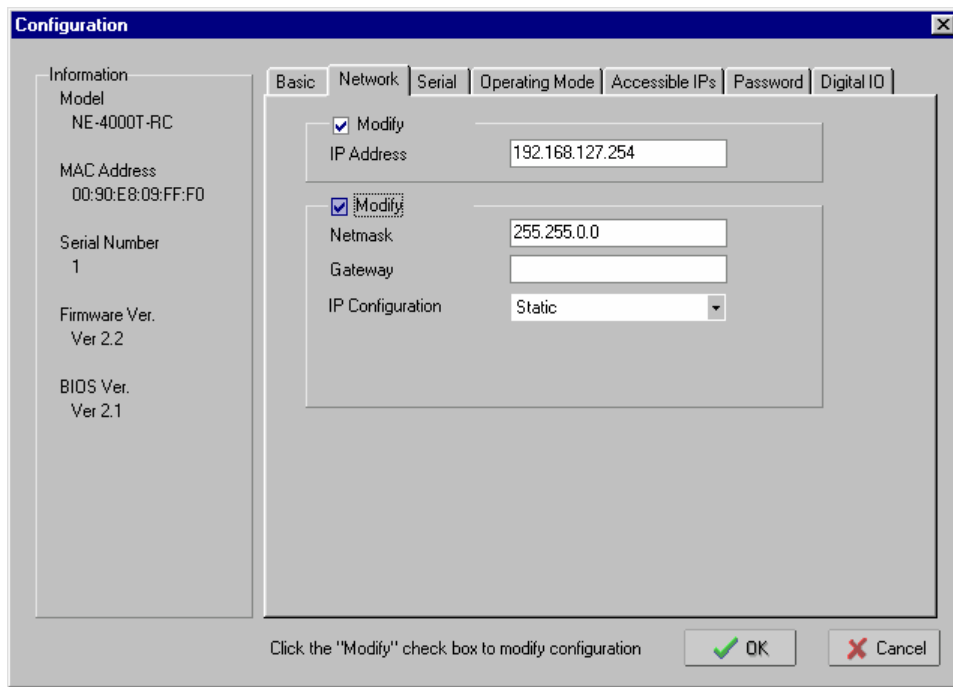 Configuration
Information
Model
NE-4000T-RC
MAC Address
00:90:E8:09:FF:F0
Serial Number
1
Firmware Ver.
Ver 2.2
BIOS Ver.
Ver 2.1
Basic Network Serial Operating Mode Accessible IPs Password Digital IO
Modify
IP Address 192.168.127.254
Modify
Netmask 255.255.0.0
Gateway
IP Configuration Static
Click the "Modify" check box to modify configuration OK Cancel